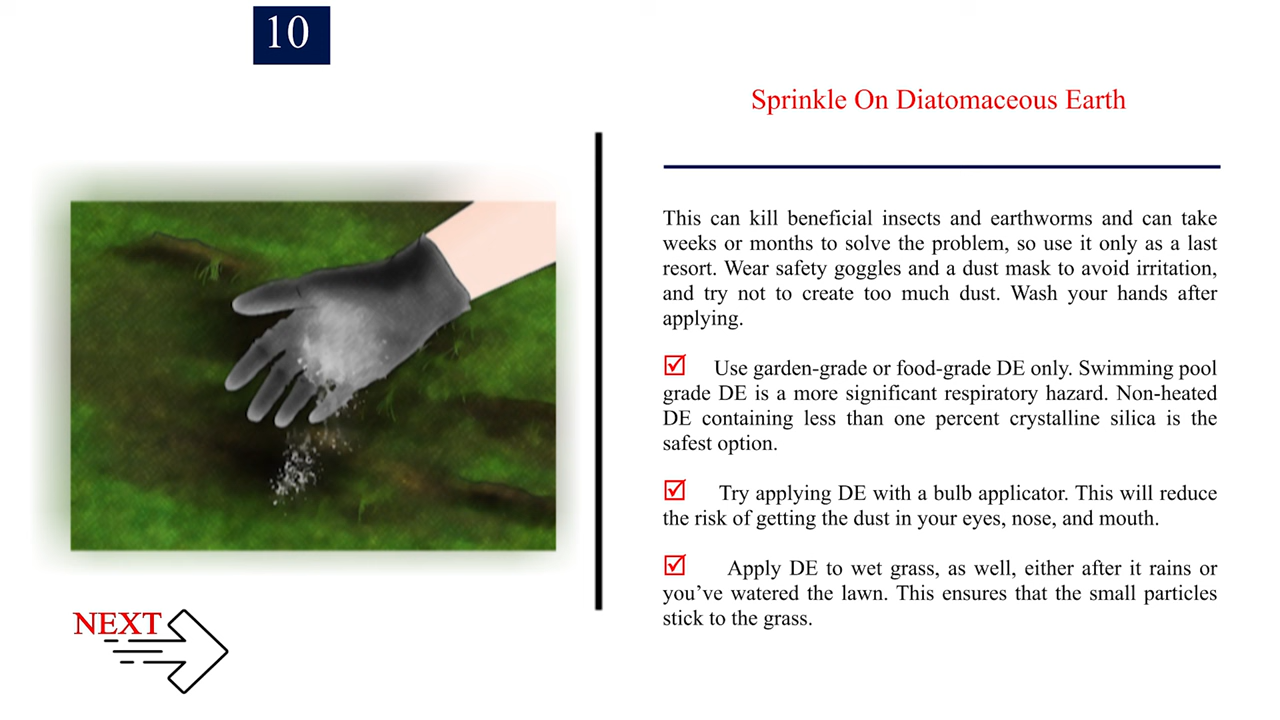 10
Sprinkle On Diatomaceous Earth
This can kill beneficial insects and earthworms and can take
weeks or months to solve the problem, so use it only as a last
resort. Wear safety goggles and a dust mask to avoid irritation,
and try not to create too much dust. Wash your hands after
applying.
☑ Use garden-grade or food-grade DE only. Swimming pool
grade DE is a more significant respiratory hazard. Non-heated
DE containing less than one percent crystalline silica is the
safest option.
☑ Try applying DE with a bulb applicator. This will reduce
the risk of getting the dust in your eyes, nose, and mouth.
☑ Apply DE to wet grass, as well, either after it rains or
you’ve watered the lawn. This ensures that the small particles
stick to the grass.
NEXT